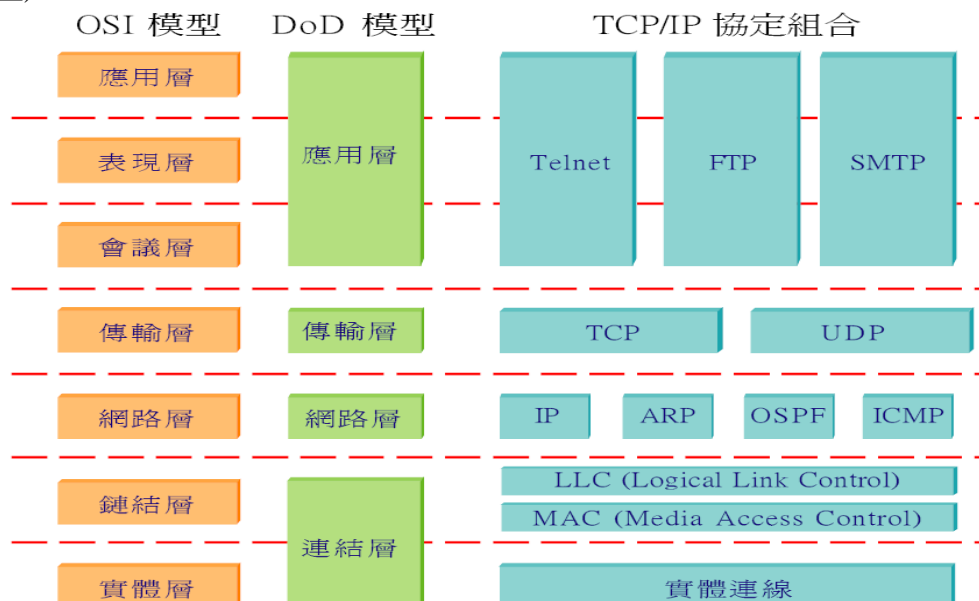 OSI 模型 DoD 模型 TCP/IP 協定組合
應用層
表現層 應用層 Telnet FTP SMTP
會議層
傳輸層 傳輸層 TCP UDP
網路層 網路層 IP ARP OSPF ICMP
LLC (Logical Link Control)
鏈結層
MAC (Media Access Control)
連結層
實體層 實體連線